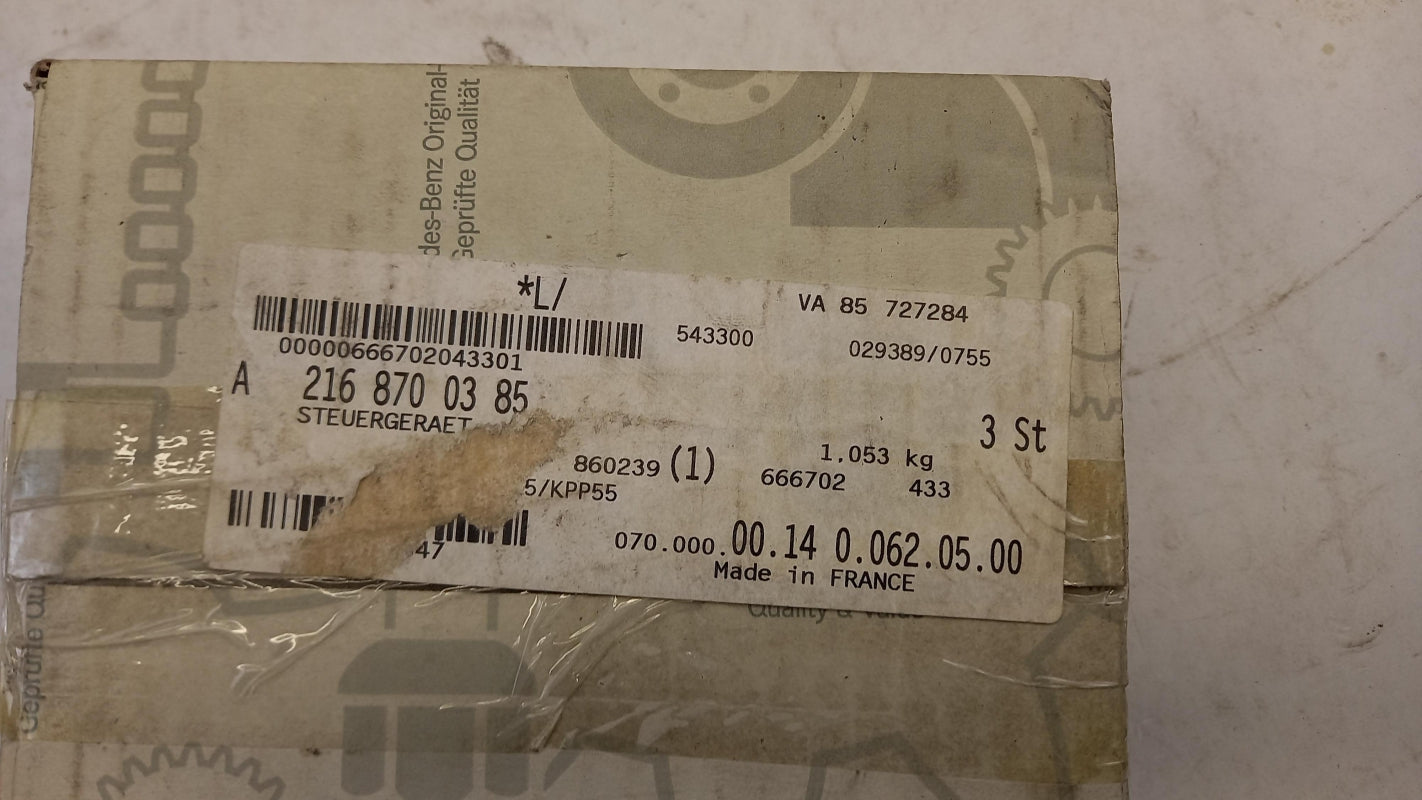 des-Benz Original-
Geprüfte Qualität
*L/
VA 85 727284
543300
029389/0755
00000666702043301
A 216 870 03 85
STEUERGERAET
3 St
860239 (1)
1.053 kg
5/KPP55
666702 433
47
070.000.00.14 0.062.05.00
Made in FRANCE
Quality & Value
Geprüfte Qu